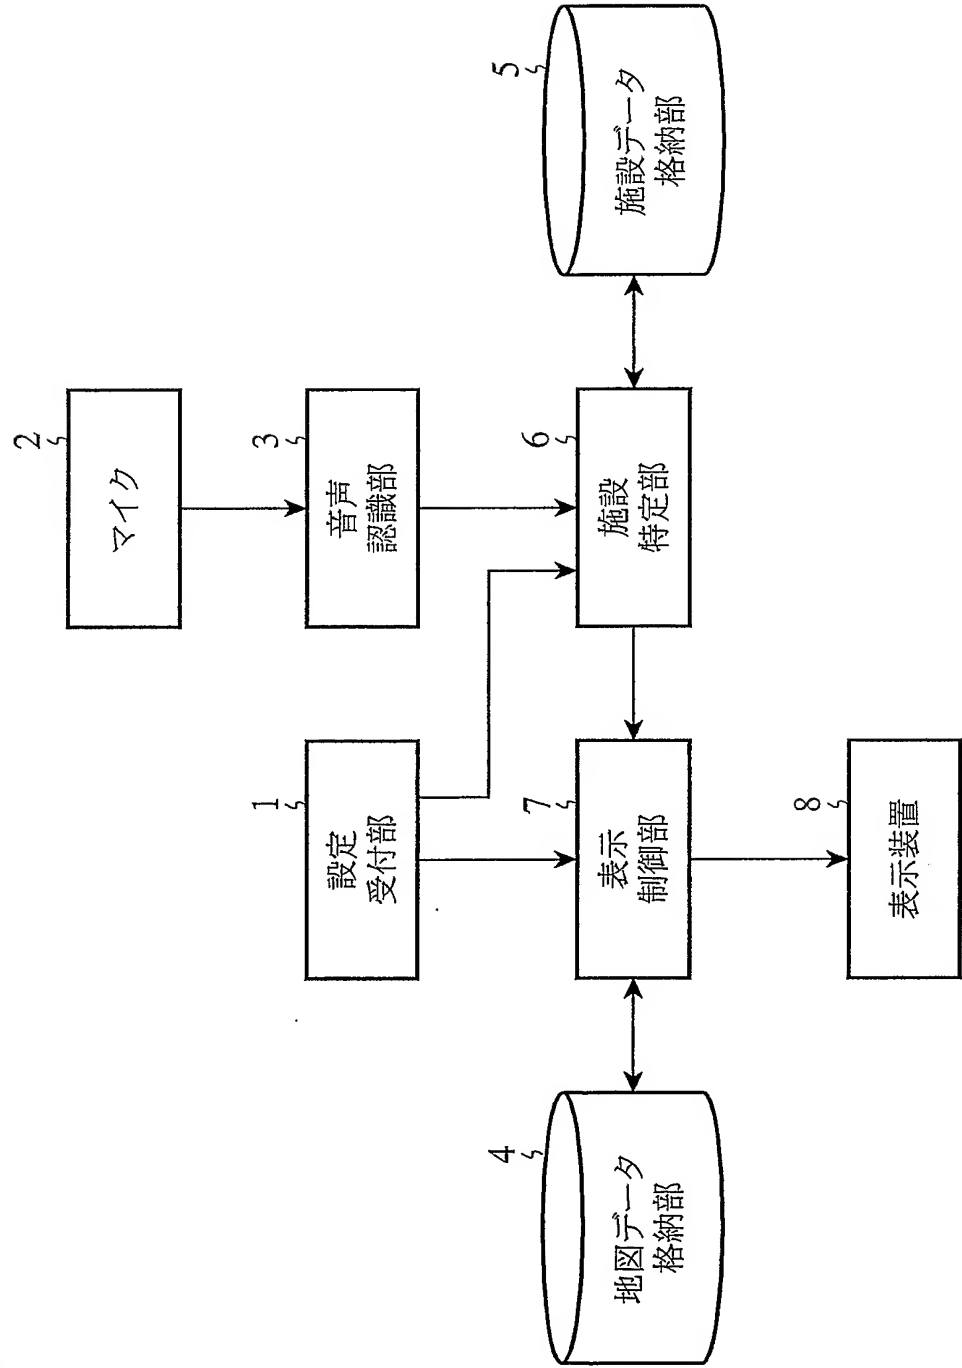 2
マイク
1
設定
受付部
3
音声
認識部
4
地図データ
格納部
7
表示
制御部
6
施設
特定部
5
施設データ
格納部
8
表示装置